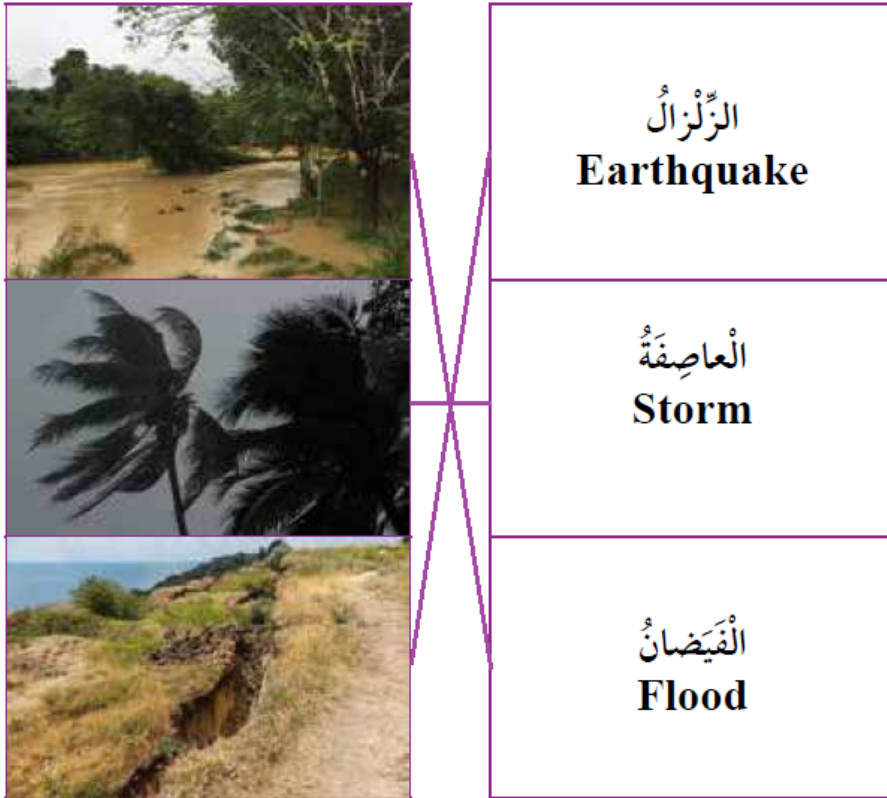 الزِّلْزالُ
Earthquake
الْعاصِفَةُ
Storm
الْفَيَضانُ
Flood